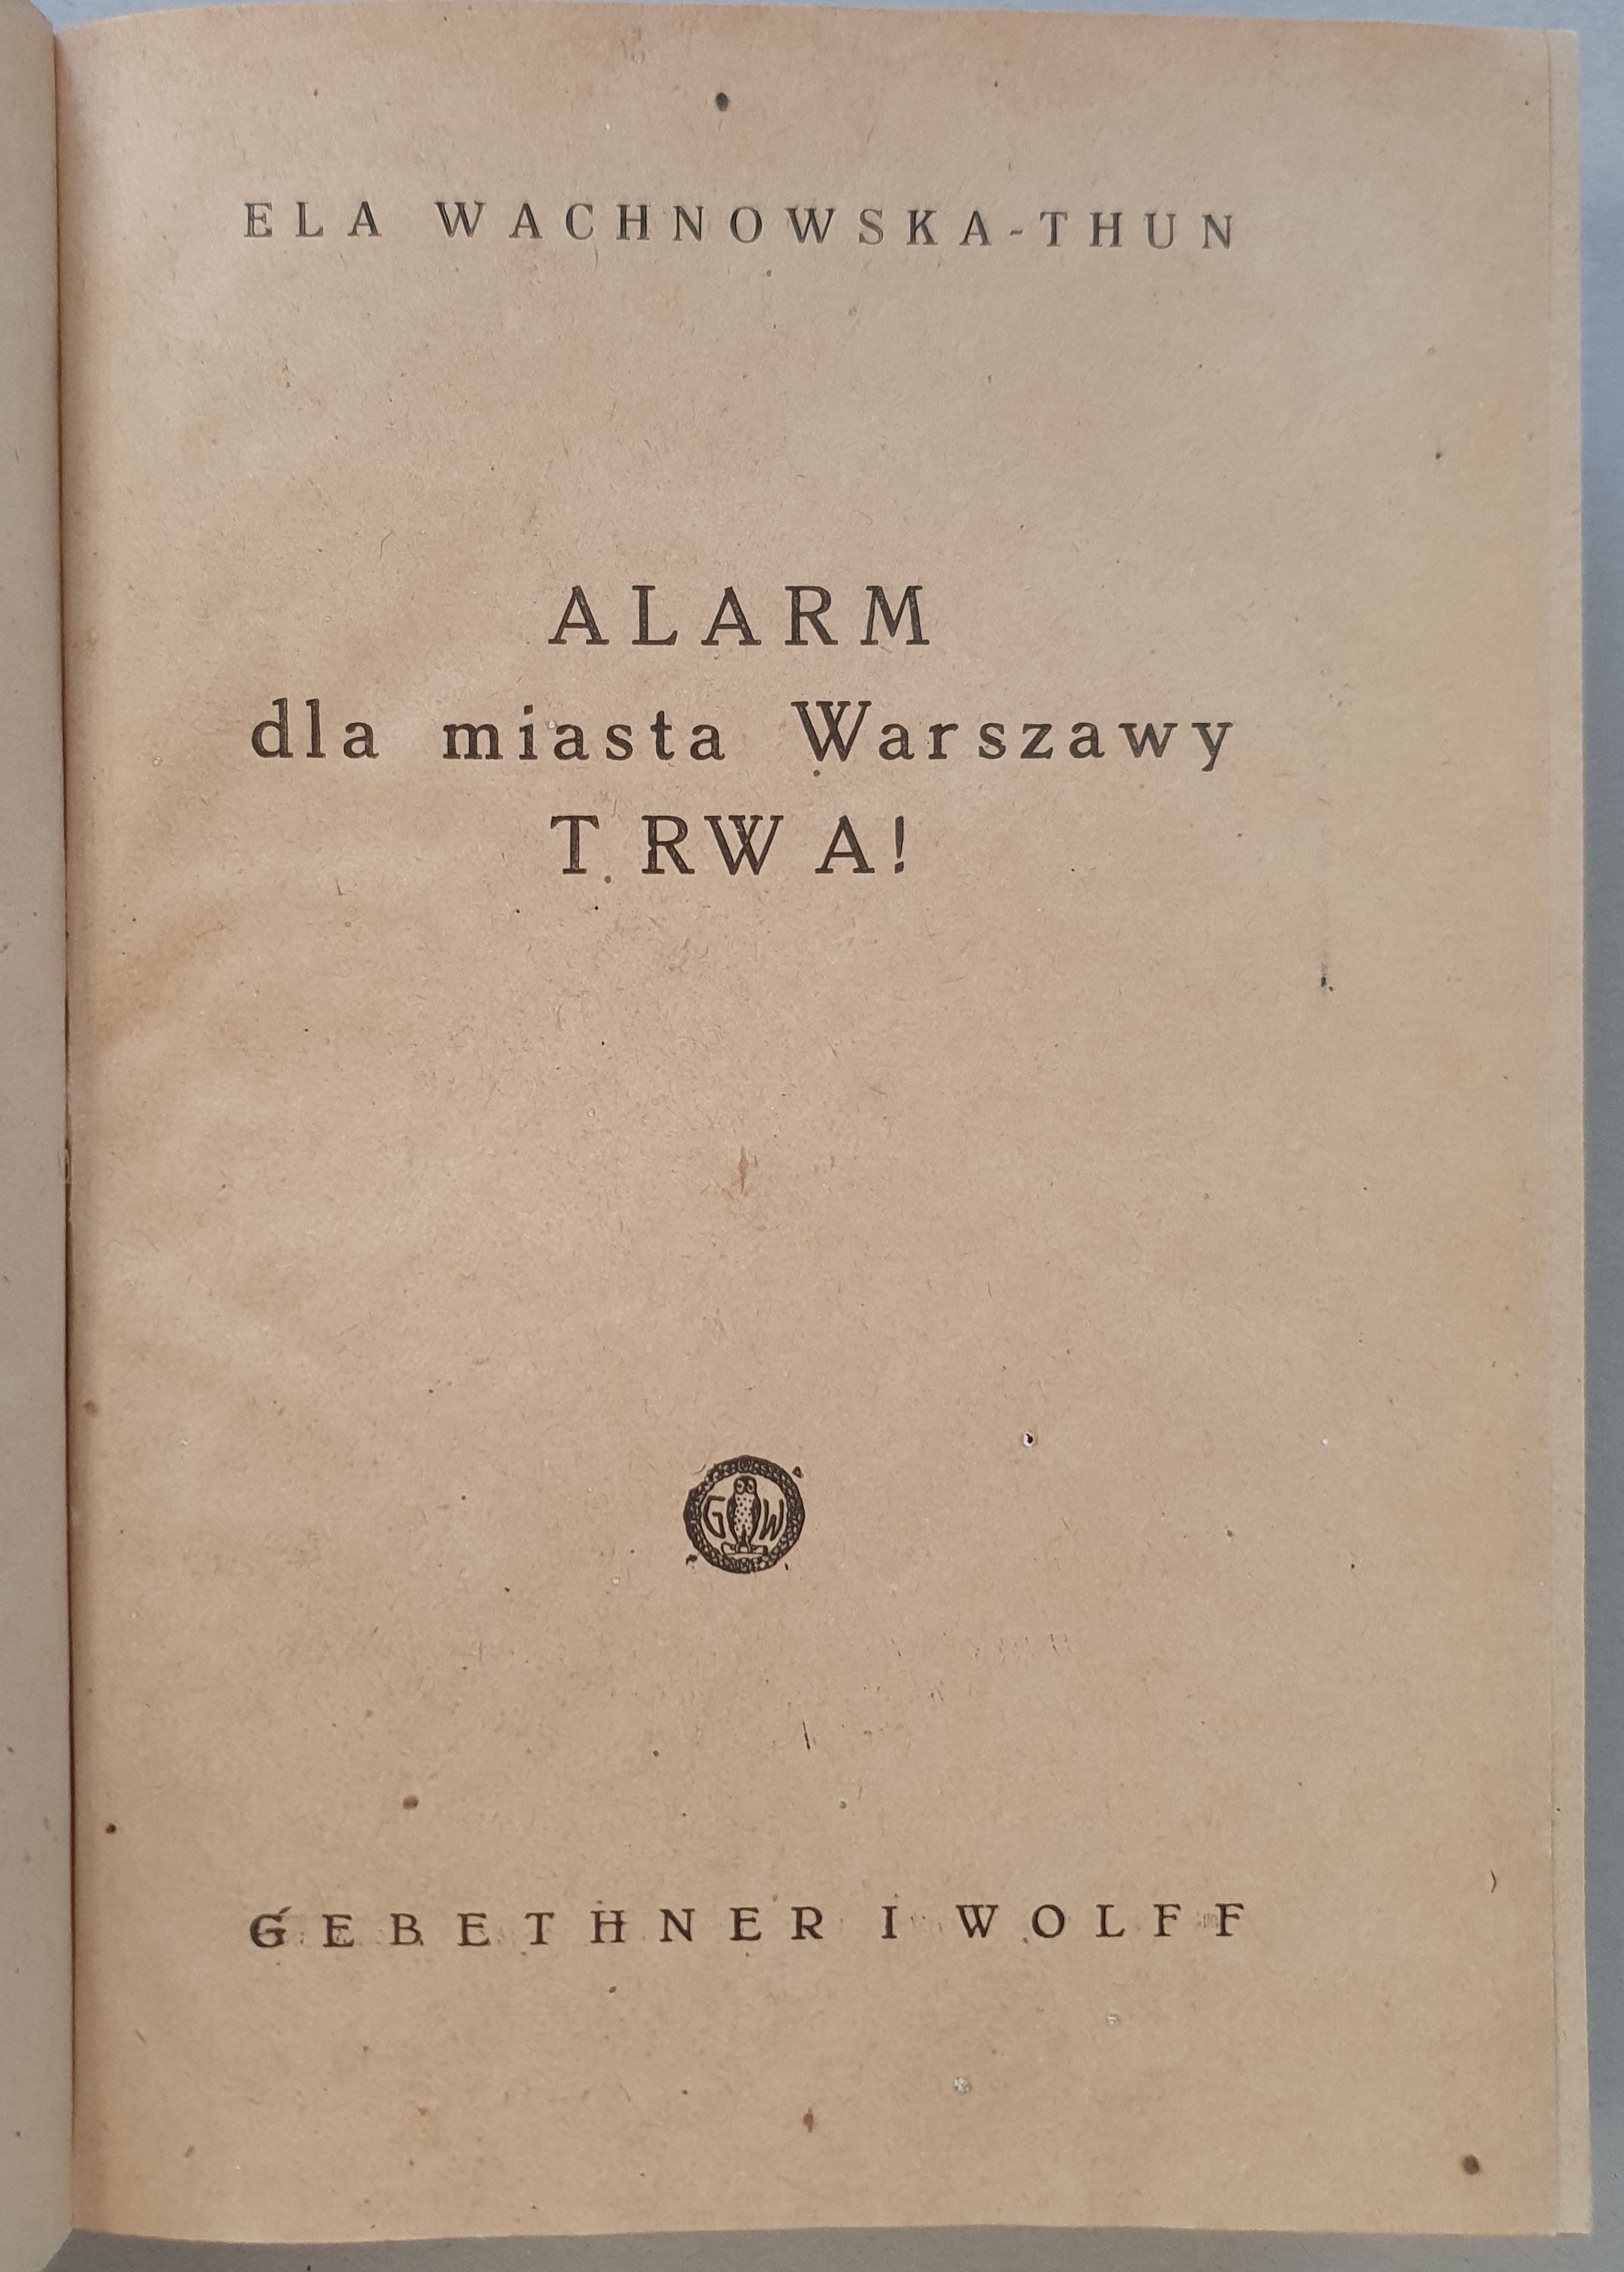 ELA WACHNOWSKA-THUN
ALARM
dla miasta Warszawy
TRWA!
G W
GEBETHNER I WOLFF